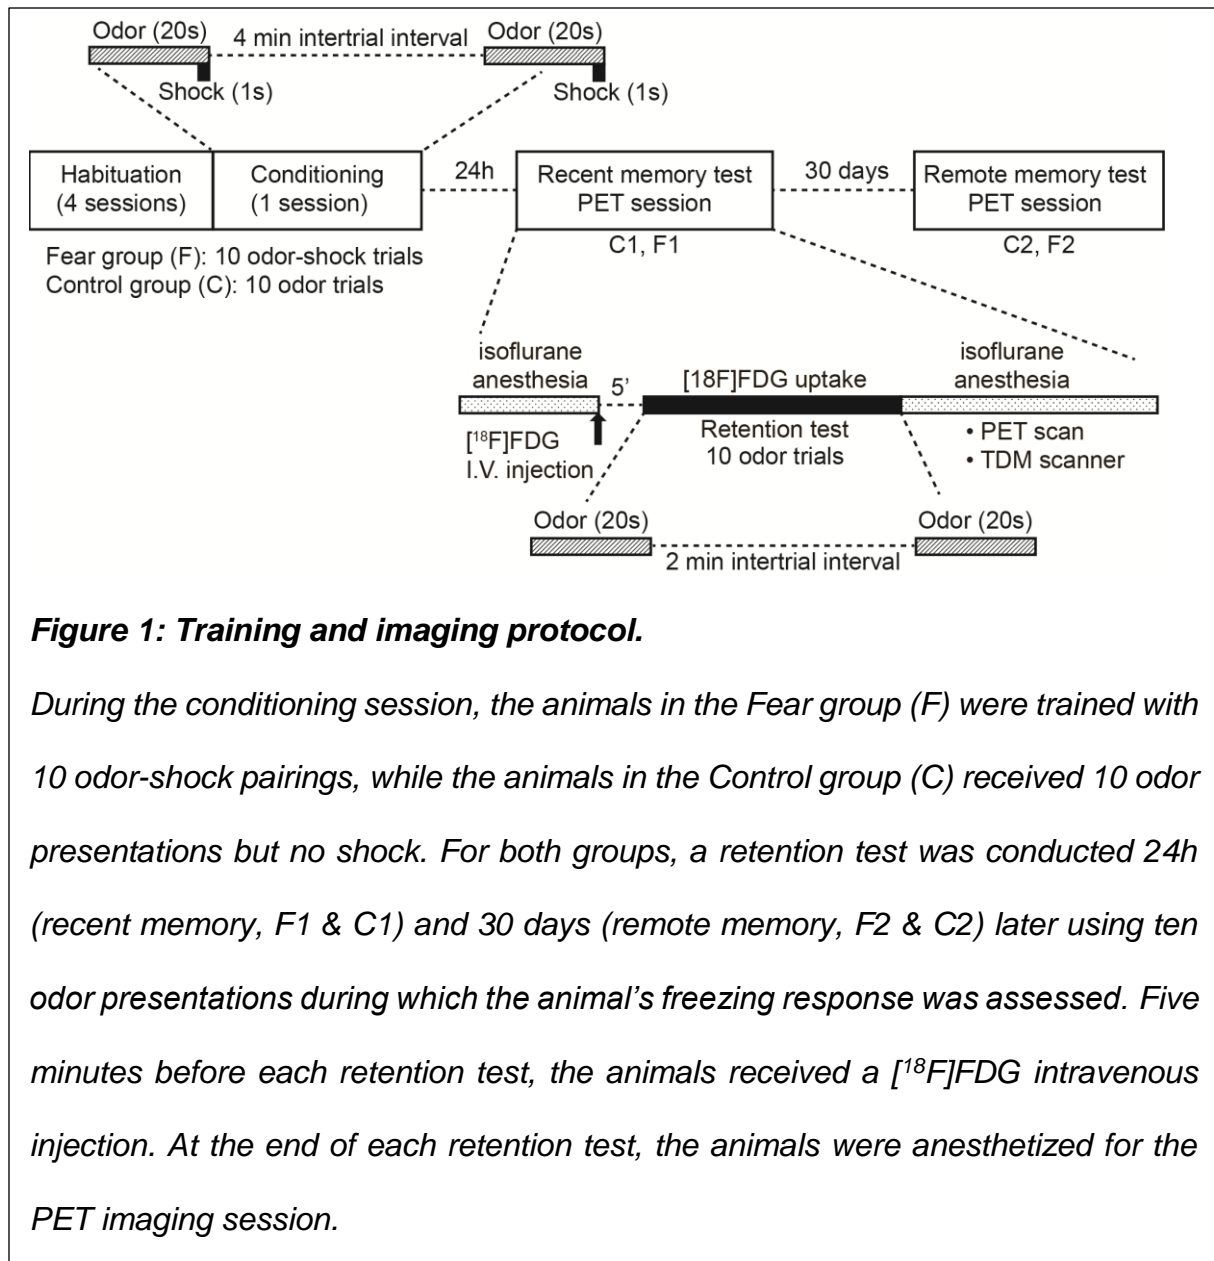 Odor (20s) 4 min intertrial interval Odor (20s)
Shock (1s) Shock (1s)
Habituation
(4 sessions)
Conditioning
(1 session)
24h
Recent memory test
PET session
30 days
Remote memory test
PET session
C1, F1
C2, F2
Fear group (F): 10 odor-shock trials
Control group (C): 10 odor trials
isoflurane
anesthesia
5’
[18F]FDG uptake
isoflurane
anesthesia
[¹⁸F]FDG
I.V. injection
Retention test
10 odor trials
• PET scan
• TDM scanner
Odor (20s) 2 min intertrial interval Odor (20s)
Figure 1: Training and imaging protocol.
During the conditioning session, the animals in the Fear group (F) were trained with
10 odor-shock pairings, while the animals in the Control group (C) received 10 odor
presentations but no shock. For both groups, a retention test was conducted 24h
(recent memory, F1 & C1) and 30 days (remote memory, F2 & C2) later using ten
odor presentations during which the animal’s freezing response was assessed. Five
minutes before each retention test, the animals received a [¹⁸F]FDG intravenous
injection. At the end of each retention test, the animals were anesthetized for the
PET imaging session.